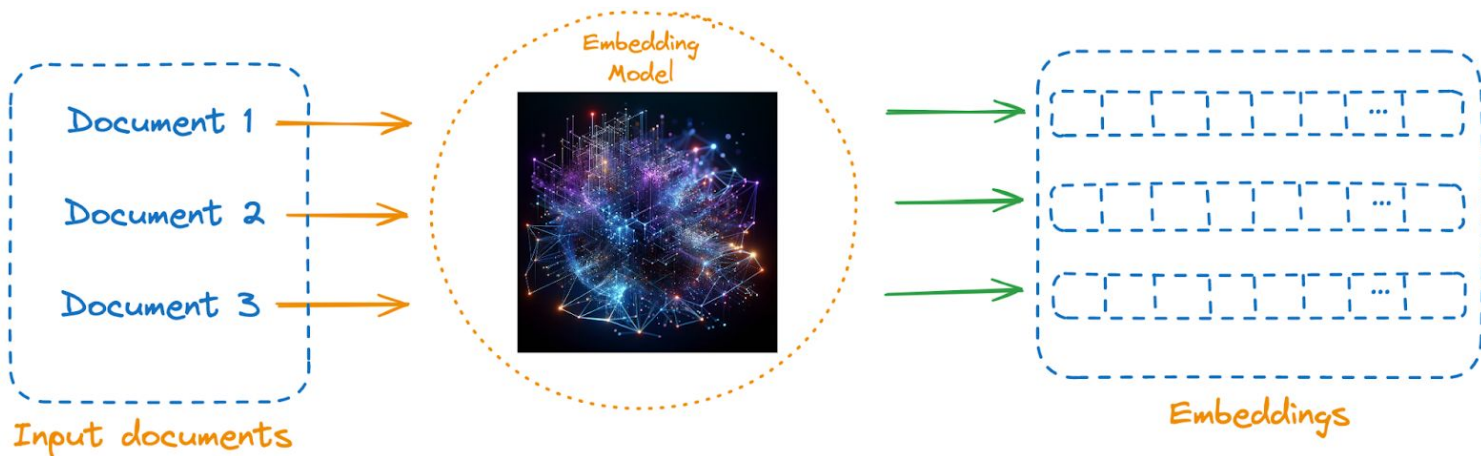 Embedding
Model
Document 1
Document 2
Document 3
...
...
...
Input documents
Embeddings